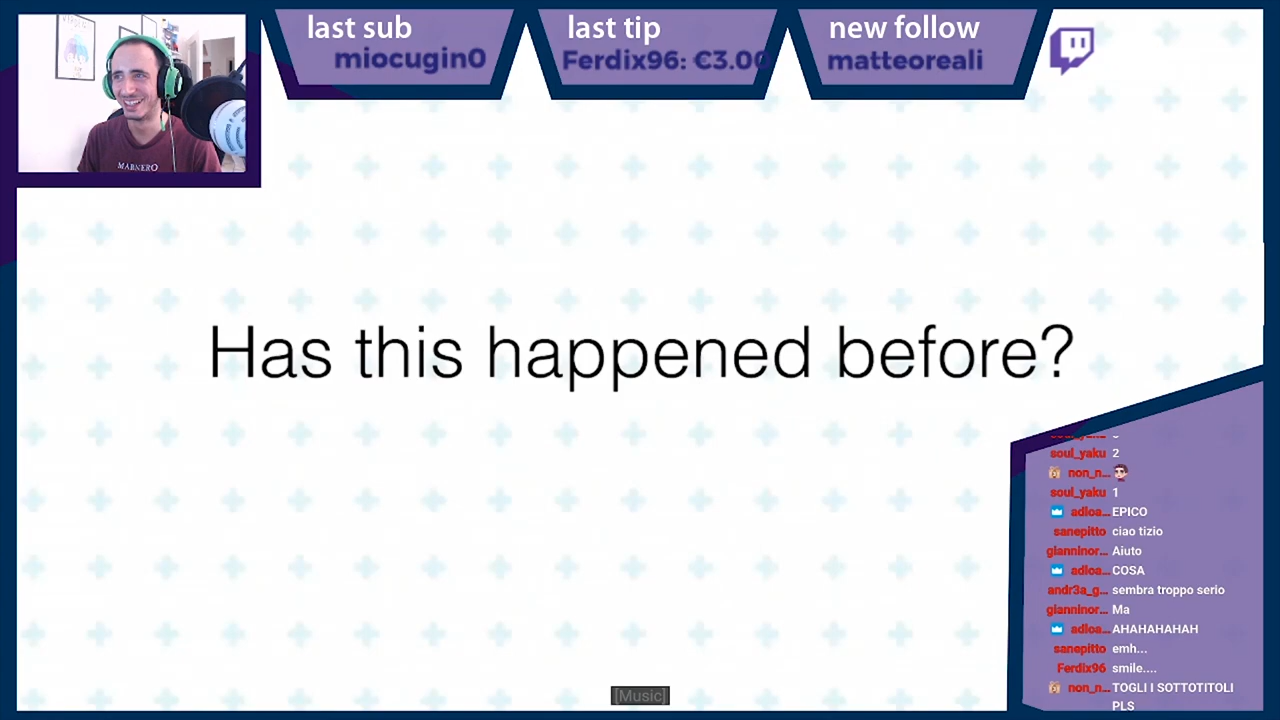 last sub
miocugin0
last tip
Ferdix96: €3.00
new follow
matteoreali
MABNERO
Has this happened before?
soul_yaku 2
non_n...
soul_yaku 1
adloa... EPICO
sanepitto ciao tizio
gianninor... Aiuto
adloa... COSA
andr3a_g... sembra troppo serio
gianninor... Ma
adloa... AHAHAHAHAH
sanepitto emh...
Ferdix96 smile....
non_n... TOGLI I SOTTOTITOLI
PLS
[Music]